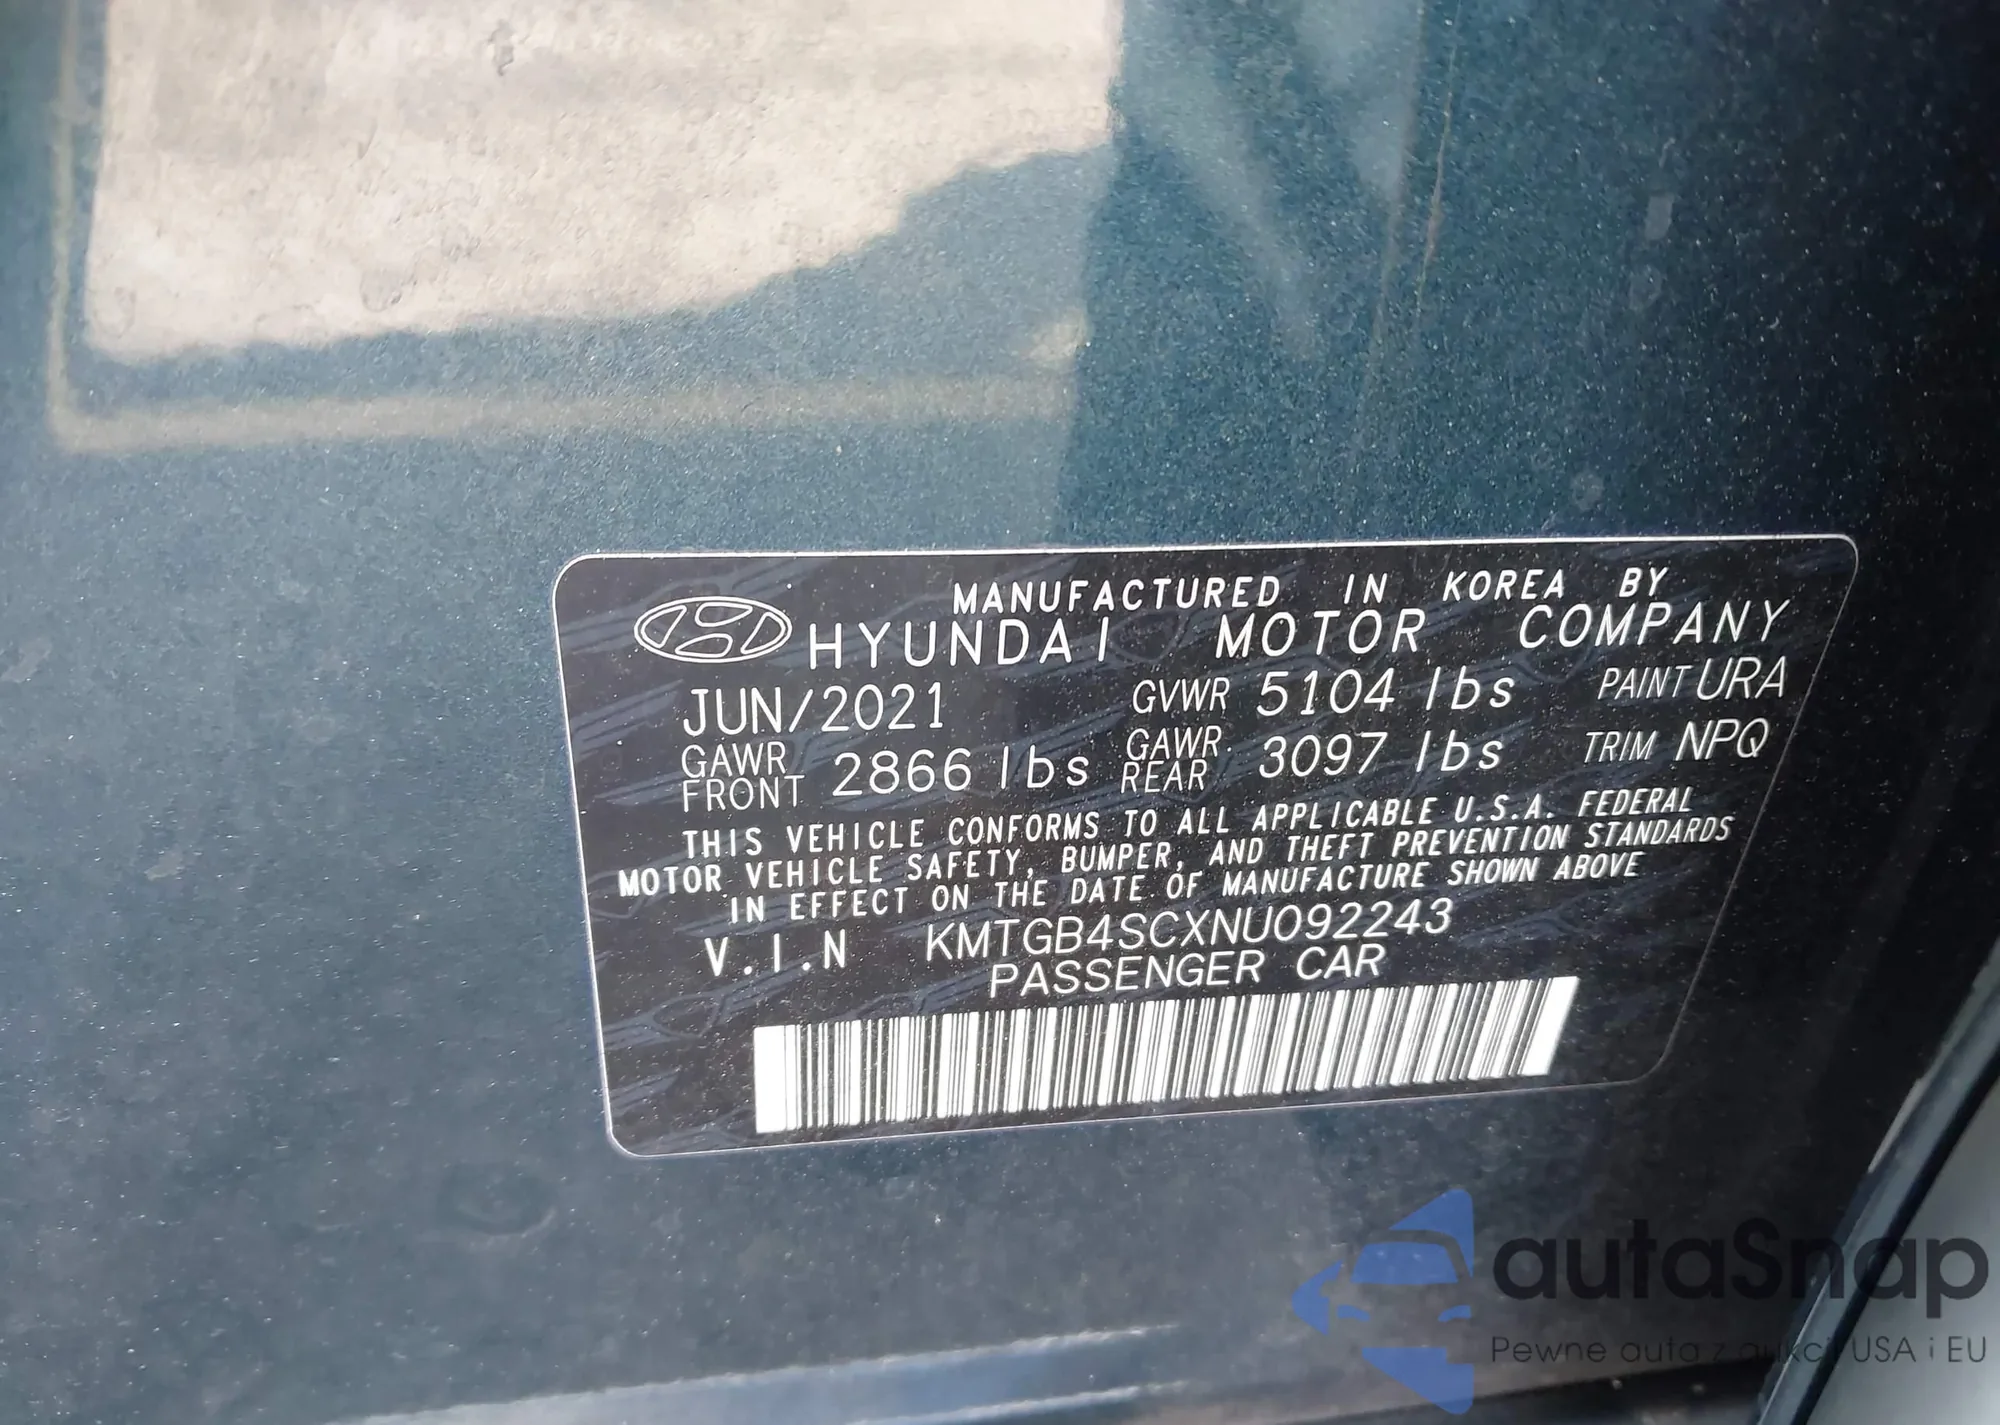 MANUFACTURED IN KOREA BY
HYUNDAI MOTOR COMPANY
JUN/2021 GVWR 5104 lbs PAINT URA
GAWR FRONT 2866 lbs GAWR REAR 3097 lbs TRIM NPQ
THIS VEHICLE CONFORMS TO ALL APPLICABLE U.S.A. FEDERAL
MOTOR VEHICLE SAFETY, BUMPER, AND THEFT PREVENTION STANDARDS
IN EFFECT ON THE DATE OF MANUFACTURE SHOWN ABOVE
V.I.N KMTGB4SCXNU092243
PASSENGER CAR
autaSnap
Pewne auta z aukcji USA i EU